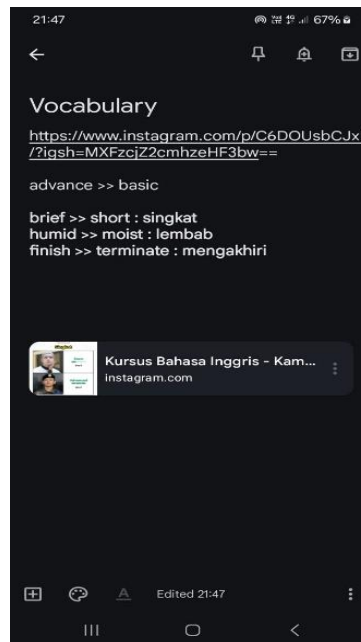 21:47
67%
Vocabulary
https://www.instagram.com/p/C6DOUsbCJx
/?igsh=MXFzcjZ2cmhzeHF3bw==
advance >> basic
brief >> short : singkat
humid >> moist : lembab
finish >> terminate : mengakhiri
Kursus Bahasa Inggris - Kam...
instagram.com
Edited 21:47